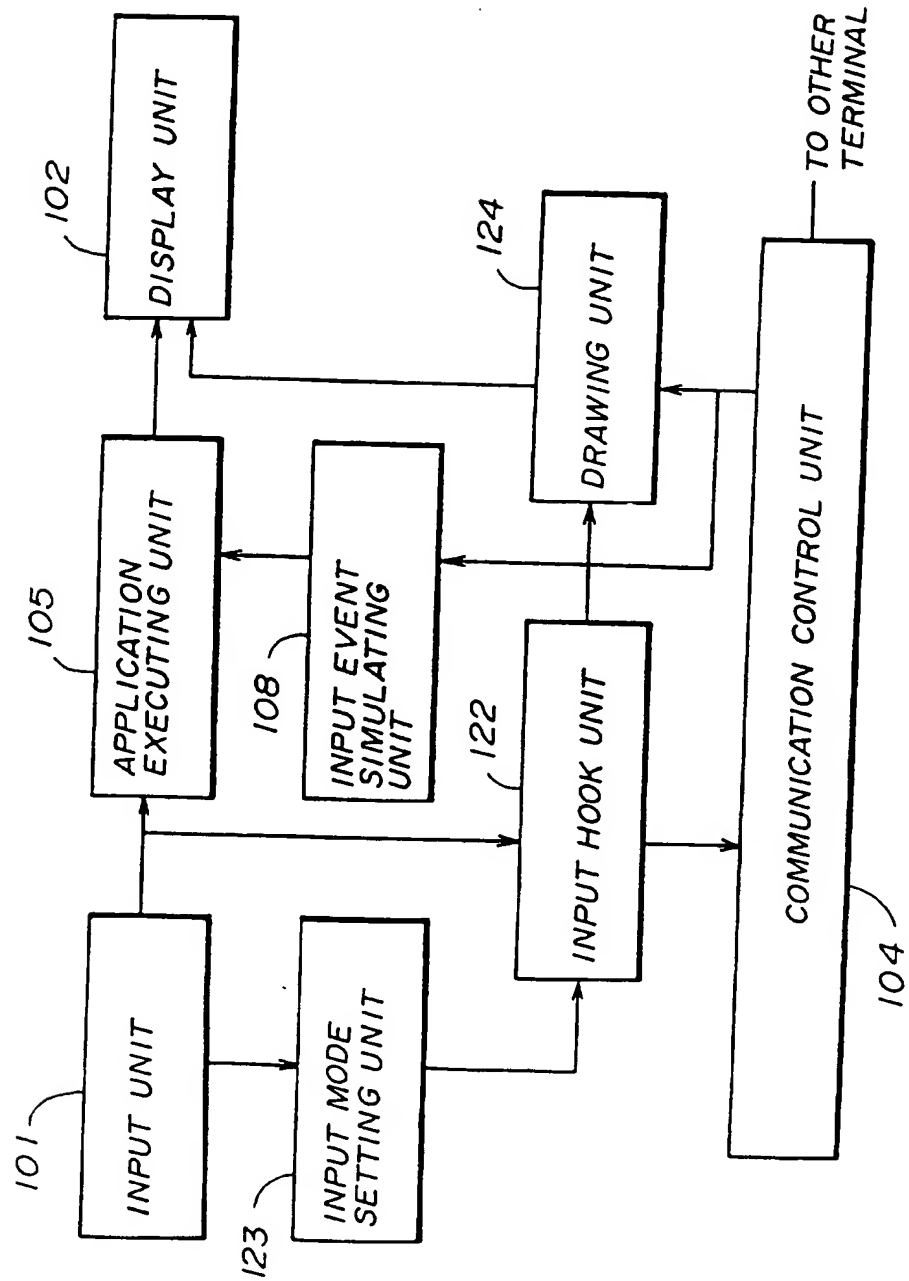 101
INPUT UNIT
105
APPLICATION
EXECUTING UNIT
102
DISPLAY UNIT
123
INPUT MODE
SETTING UNIT
108
INPUT EVENT
SIMULATING
UNIT
122
INPUT HOOK UNIT
124
DRAWING UNIT
COMMUNICATION CONTROL UNIT
104
TO OTHER
TERMINAL